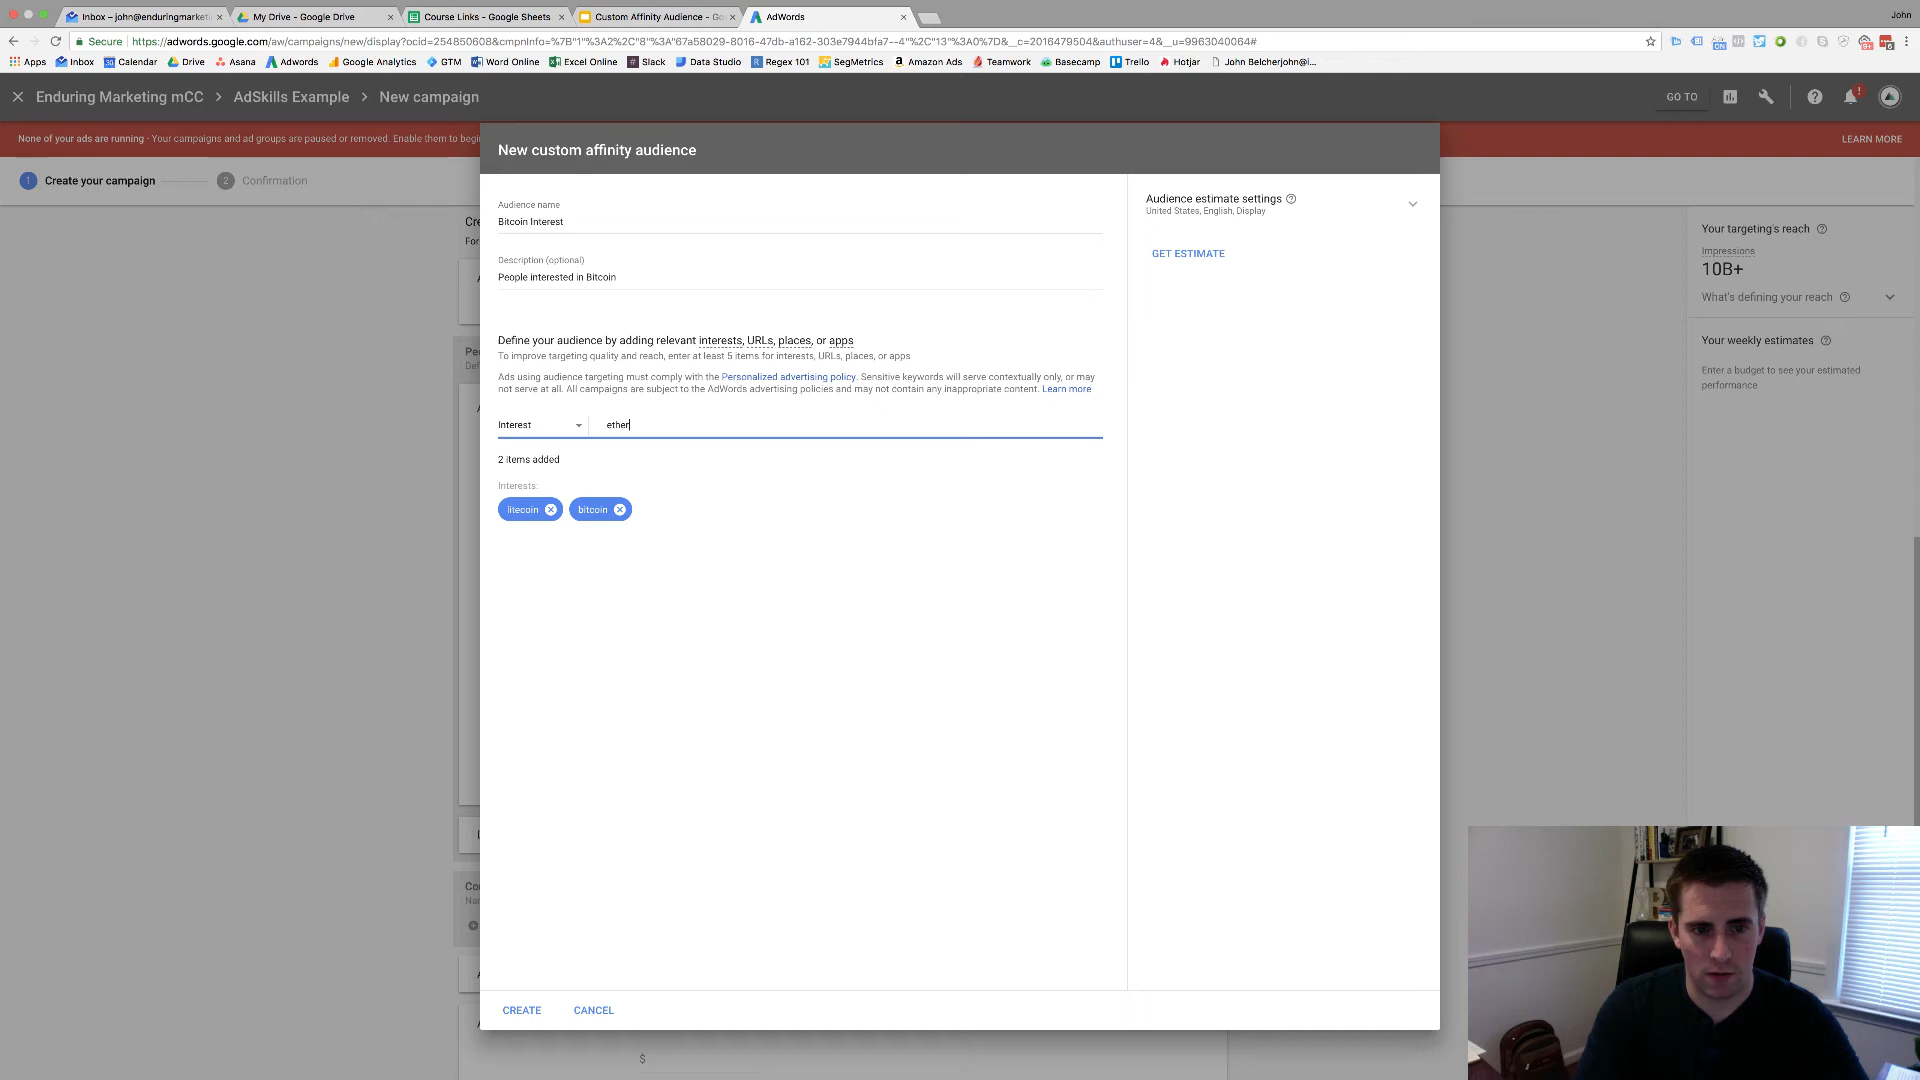 John
Inbox – john@enduringmarketi
My Drive - Google Drive
Course Links - Google Sheets
Custom Affinity Audience - Go
AdWords
Secure
https://adwords.google.com/aw/campaigns/new/display?ocid=254850608&cmpnInfo=%7B"1"%3A2%2C"8"%3A"67a58029-8016-47db-a162-303e7944bfa7--4"%2C"13"%3A0%7D&__c=2016479504&authuser=4&__u=9963040064#
Apps
Inbox
Calendar
Drive
Asana
Adwords
Google Analytics
GTM
Word Online
Excel Online
Slack
Data Studio
Regex 101
SegMetrics
Amazon Ads
Teamwork
Basecamp
Trello
Hotjar
John Belcherjohn@i...
Enduring Marketing mCC > AdSkills Example > New campaign
GO TO
None of your ads are running - Your campaigns and ad groups are paused or removed. Enable them to begi
LEARN MORE
1 Create your campaign
2 Confirmation
New custom affinity audience
Audience name
Bitcoin Interest
Description (optional)
People interested in Bitcoin
Define your audience by adding relevant interests, URLs, places, or apps
To improve targeting quality and reach, enter at least 5 items for interests, URLs, places, or apps
Ads using audience targeting must comply with the Personalized advertising policy. Sensitive keywords will serve contextually only, or may
not serve at all. All campaigns are subject to the AdWords advertising policies and may not contain any inappropriate content. Learn more
Interest
ether
2 items added
Interests:
litecoin
bitcoin
CREATE
CANCEL
Audience estimate settings
United States, English, Display
GET ESTIMATE
Your targeting's reach
Impressions
10B+
What's defining your reach
Your weekly estimates
Enter a budget to see your estimated
performance
$